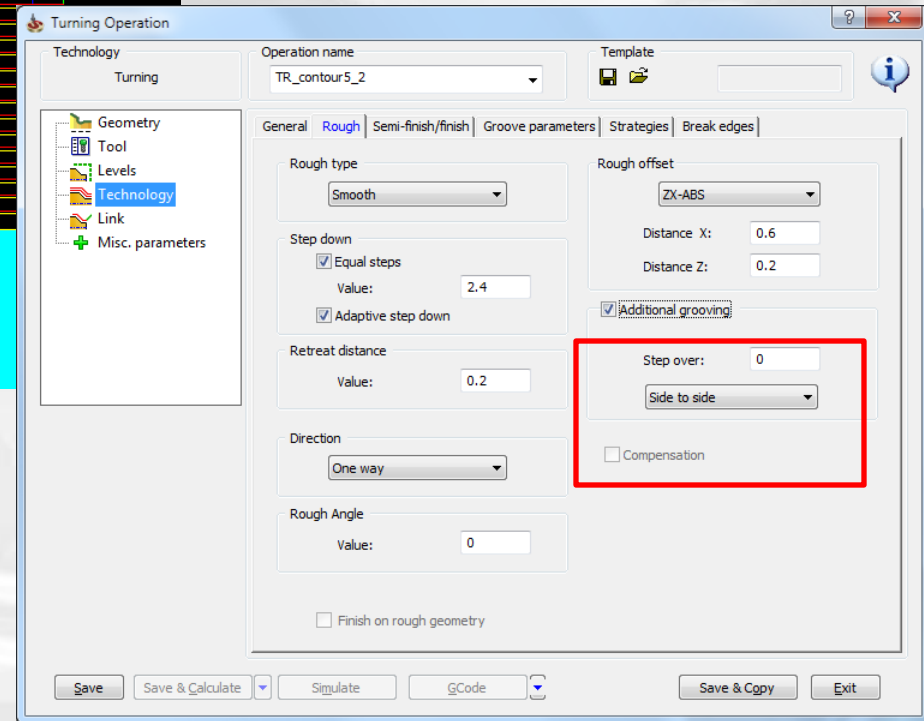 Turning Operation
Technology
Turning
Operation name
TR_contour5_2
Template
Geometry
Tool
Levels
Technology
Link
Misc. parameters
General Rough Semi-finish/finish Groove parameters Strategies Break edges
Rough type
Smooth
Step down
Equal steps
Value: 2.4
Adaptive step down
Retreat distance
Value: 0.2
Direction
One way
Rough Angle
Value: 0
Finish on rough geometry
Rough offset
ZX-ABS
Distance X: 0.6
Distance Z: 0.2
Additional grooving
Step over: 0
Side to side
Compensation
Save Save & Calculate Simulate GCode Save & Copy Exit